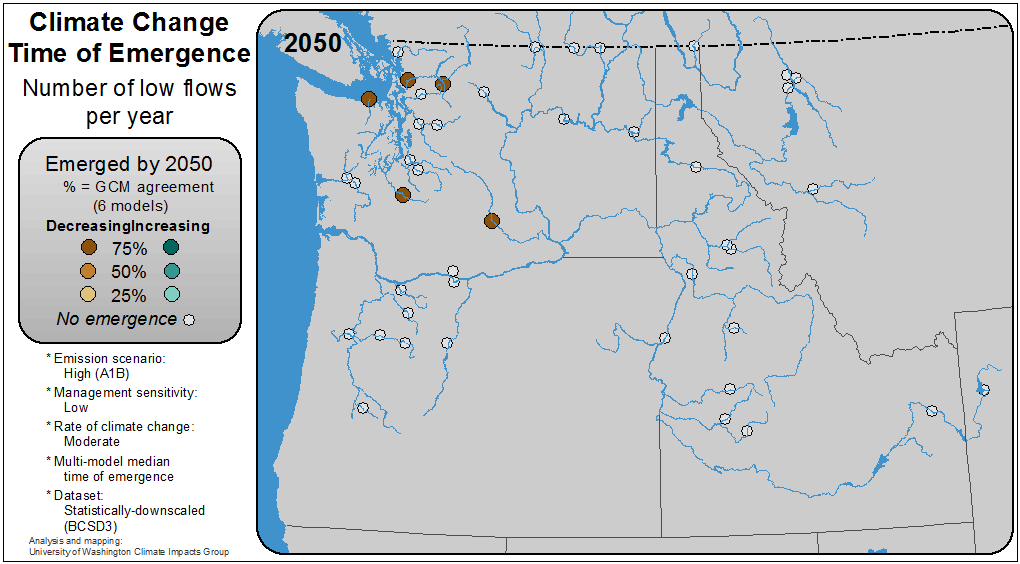 Climate Change
Time of Emergence
Number of low flows
per year
2050
Emerged by 2050
% = GCM agreement
(6 models)
DecreasingIncreasing
75%
50%
25%
No emergence
* Emission scenario:
High (A1B)
* Management sensitivity:
Low
* Rate of climate change:
Moderate
* Multi-model median
time of emergence
* Dataset:
Statistically-downscaled
(BCSD3)
Analysis and mapping:
University of Washington Climate Impacts Group